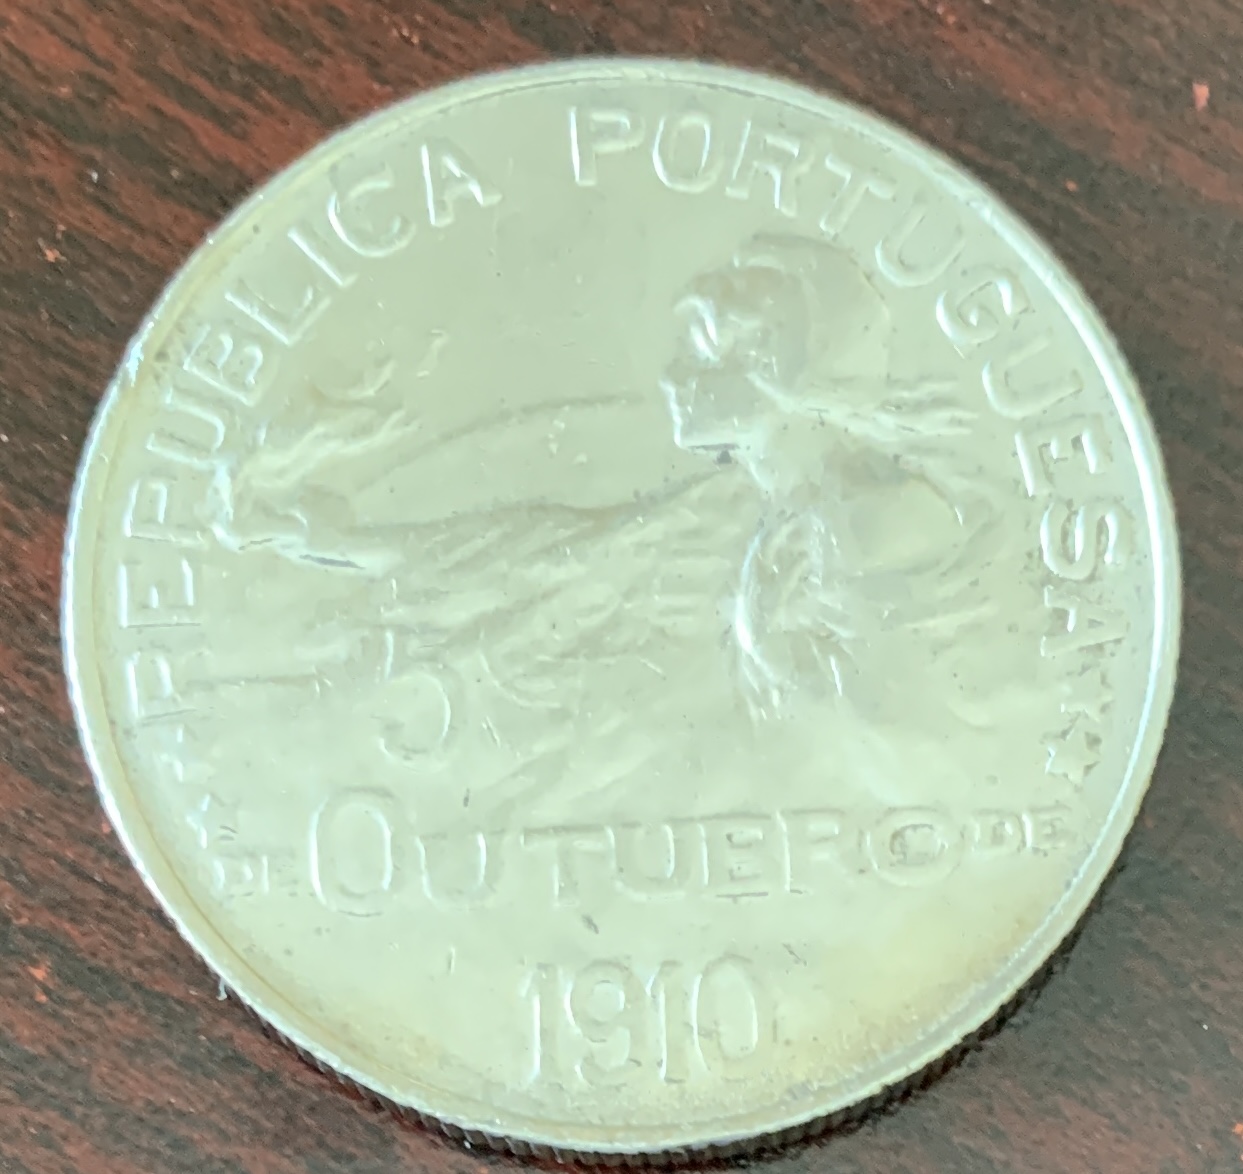 REPUBLICA PORTUGUESA
5
DE OUTUBRO DE
1910